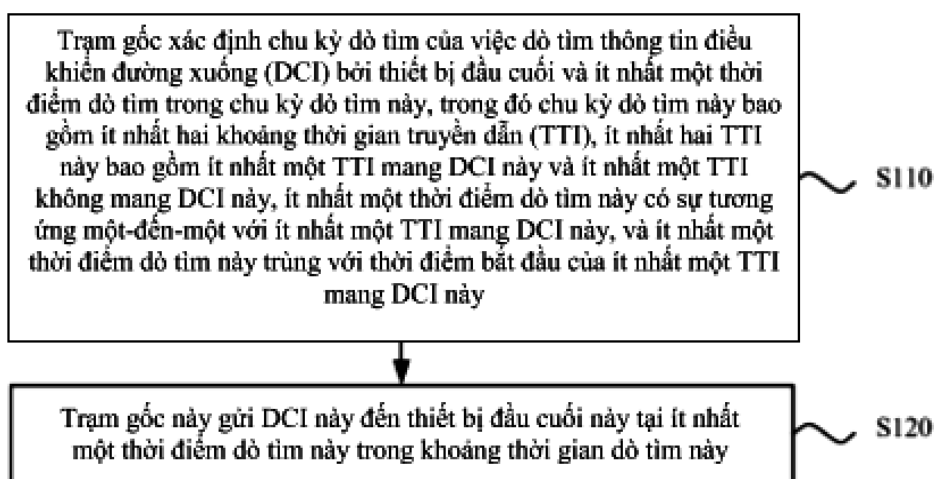 Trạm gốc xác định chu kỳ dò tìm của việc dò tìm thông tin điều
khiển đường xuống (DCI) bởi thiết bị đầu cuối và ít nhất một thời
điểm dò tìm trong chu kỳ dò tìm này, trong đó chu kỳ dò tìm này bao
gồm ít nhất hai khoảng thời gian truyền dẫn (TTI), ít nhất hai TTI
này bao gồm ít nhất một TTI mang DCI này và ít nhất một TTI
không mang DCI này, ít nhất một thời điểm dò tìm này có sự tương
ứng một-đến-một với ít nhất một TTI mang DCI này, và ít nhất một
thời điểm dò tìm này trùng với thời điểm bắt đầu của ít nhất một TTI
mang DCI này
S110
Trạm gốc này gửi DCI này đến thiết bị đầu cuối này tại ít nhất
một thời điểm dò tìm này trong khoảng thời gian dò tìm này
S120